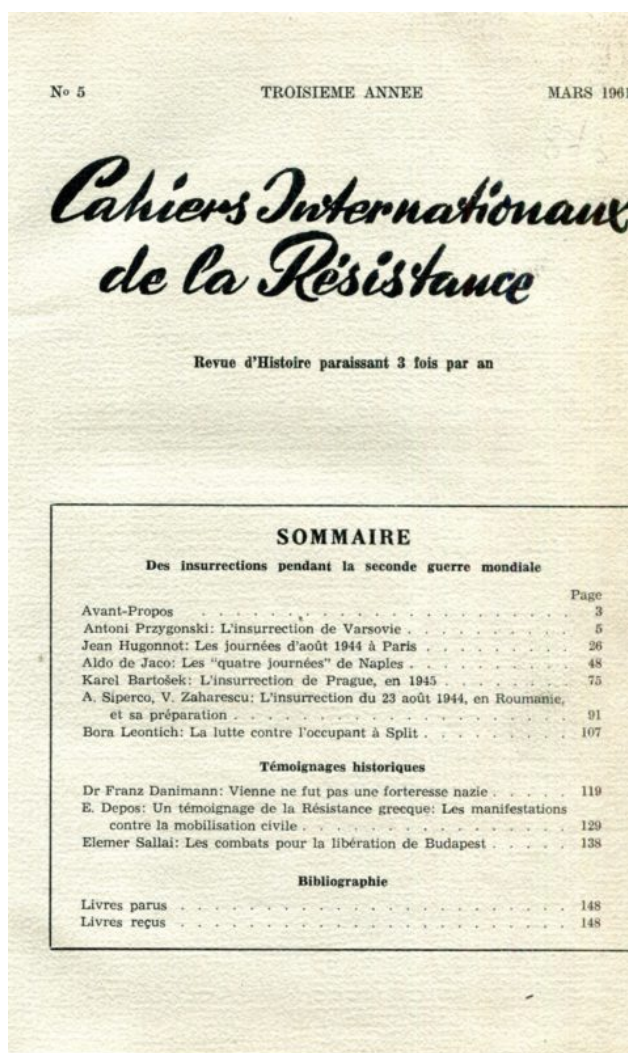 No 5 TROISIEME ANNEE MARS 1961
Cahiers Internationaux
de la Résistance
Revue d'Histoire paraissant 3 fois par an
SOMMAIRE
Des insurrections pendant la seconde guerre mondiale
Page
Avant-Propos . . . . . . . . . . . . . . . . . . . . . . 3
Antoni Przygonski: L'insurrection de Varsovie . . . . . . . . . 5
Jean Hugonnot: Les journées d'août 1944 à Paris . . . . . . . . 26
Aldo de Jaco: Les "quatre journées" de Naples . . . . . . . . . 48
Karel Bartošek: L'insurrection de Prague, en 1945 . . . . . . . 75
A. Siperco, V. Zaharescu: L'insurrection du 23 août 1944, en Roumanie,
et sa préparation . . . . . . . . . . . . . . . . . . 91
Bora Leontich: La lutte contre l'occupant à Split . . . . . . . . 107
Témoignages historiques
Dr Franz Danimann: Vienne ne fut pas une forteresse nazie . . . . . 119
E. Depos: Un témoignage de la Résistance grecque: Les manifestations
contre la mobilisation civile . . . . . . . . . . . . . . 129
Elemer Sallai: Les combats pour la libération de Budapest . . . . . 138
Bibliographie
Livres parus . . . . . . . . . . . . . . . . . . . . . . 148
Livres reçus . . . . . . . . . . . . . . . . . . . . . . 148